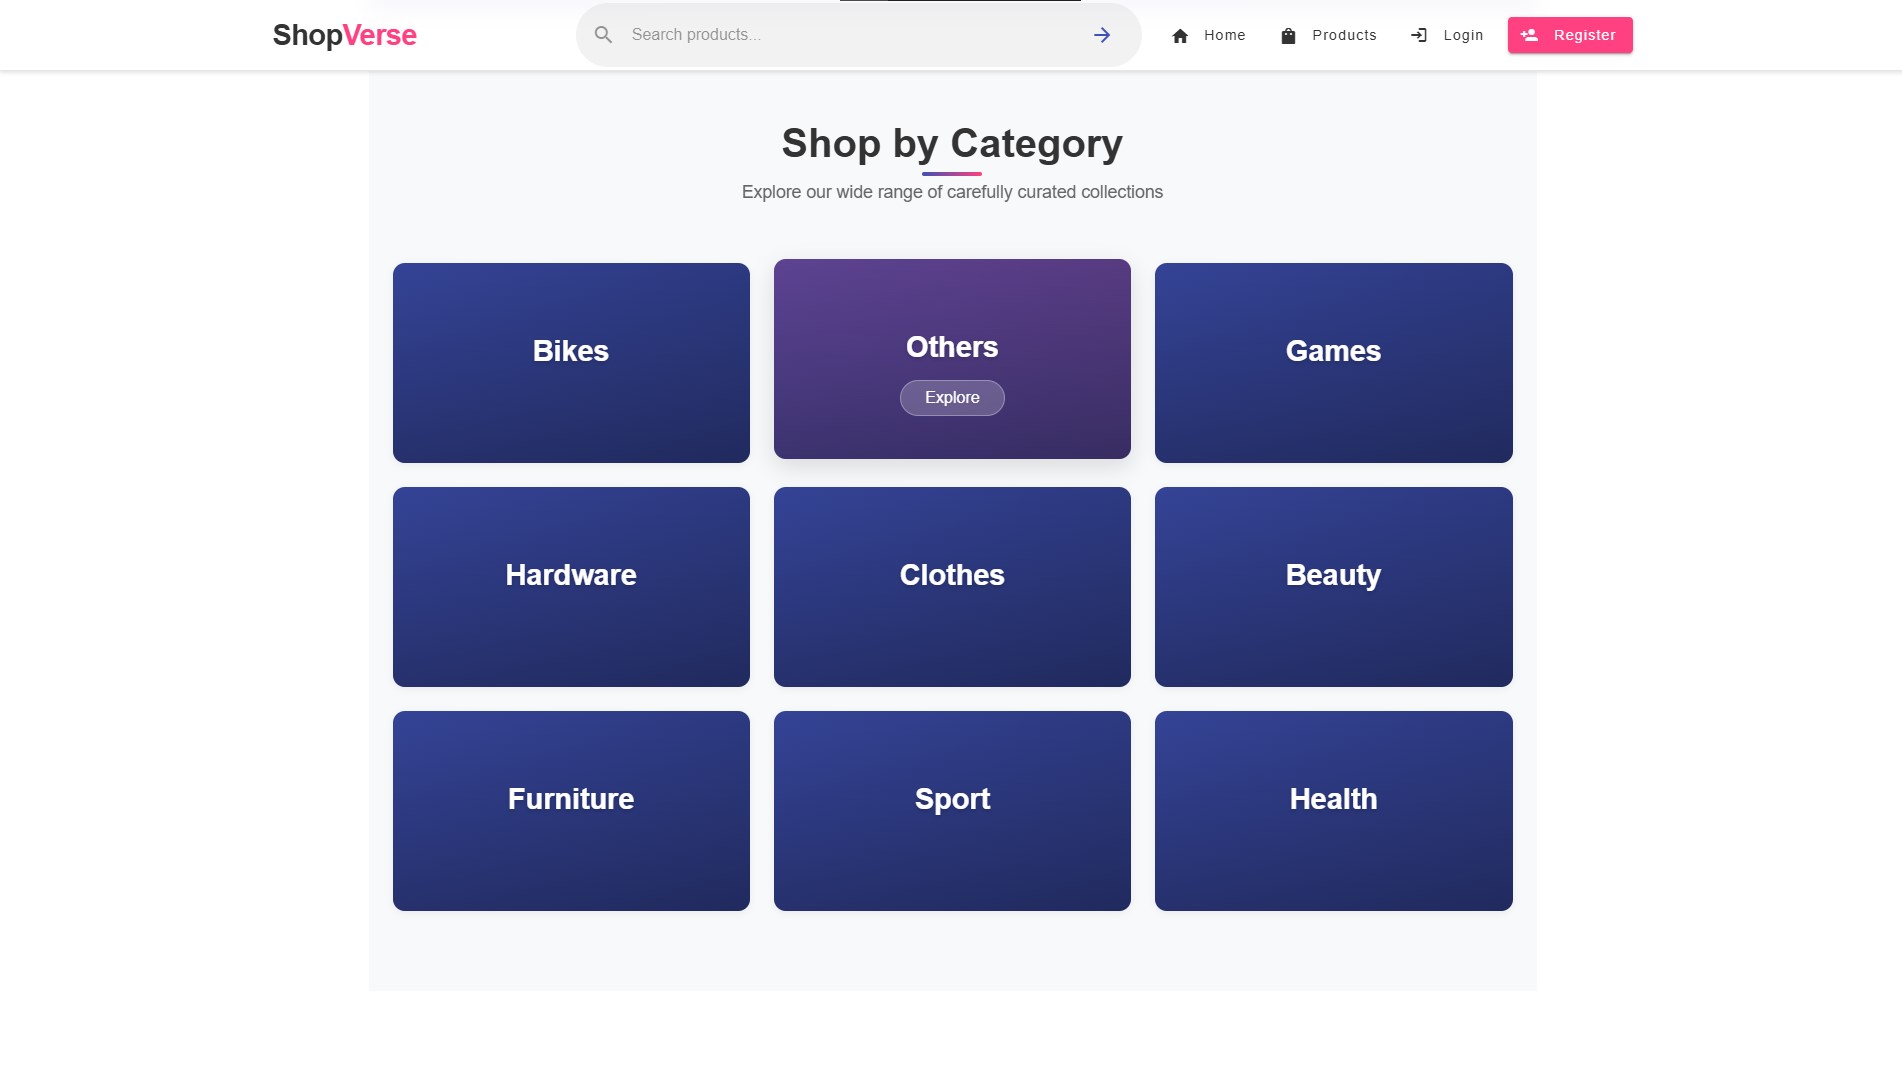 ShopVerse
Search products...
Home
Products
Login
Register
Shop by Category
Explore our wide range of carefully curated collections
Bikes
Others
Explore
Games
Hardware
Clothes
Beauty
Furniture
Sport
Health